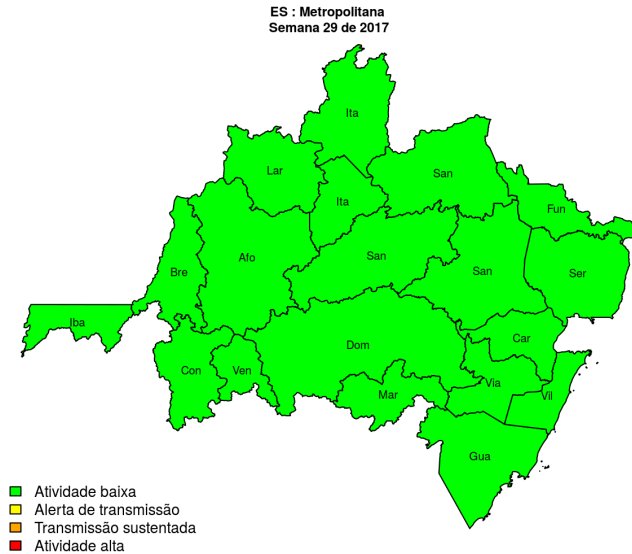 ES : Metropolitana
Semana 29 de 2017
Ita
Lar
San
Ita
Fun
Afo
San
Bre
San
Ser
Iba
Car
Dom
Con
Ven
Via
Mar
Vil
Gua
Atividade baixa
Alerta de transmissão
Transmissão sustentada
Atividade alta